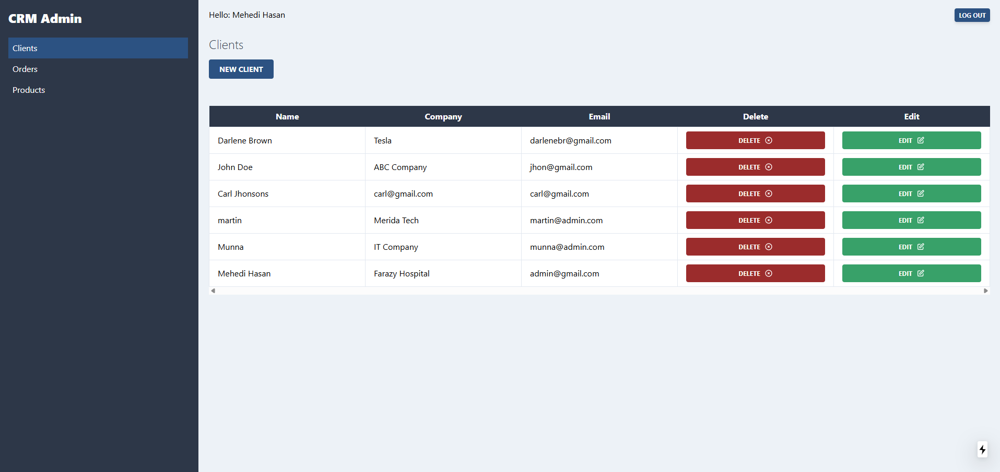 CRM Admin
Clients
Orders
Products
Hello: Mehedi Hasan
LOG OUT
Clients
NEW CLIENT
Name Company Email Delete Edit
Darlene Brown Tesla darlenebr@gmail.com DELETE EDIT
John Doe ABC Company jhon@gmail.com DELETE EDIT
Carl Jhonsons carl@gmail.com carl@gmail.com DELETE EDIT
martin Merida Tech martin@admin.com DELETE EDIT
Munna IT Company munna@admin.com DELETE EDIT
Mehedi Hasan Farazy Hospital admin@gmail.com DELETE EDIT